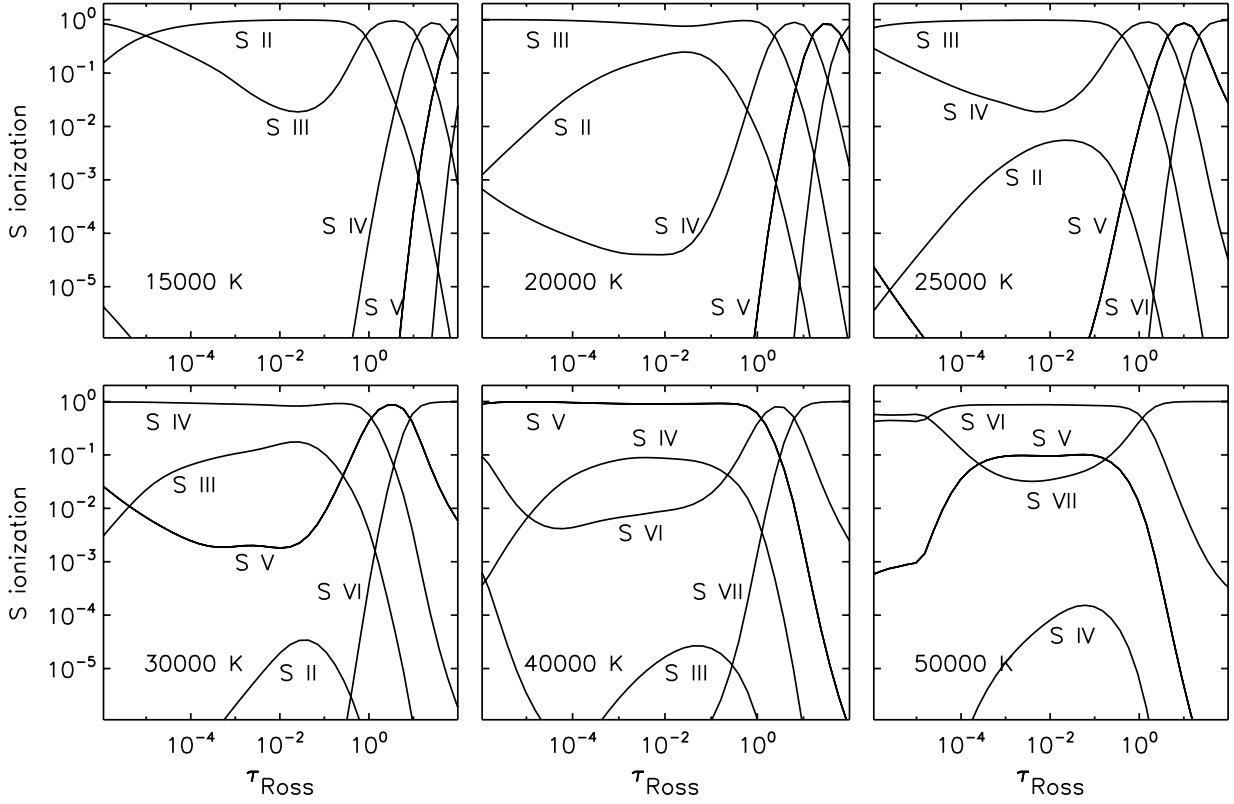 S ionization
10⁰
10⁻¹
10⁻²
10⁻³
10⁻⁴
10⁻⁵
S II
S III
S IV
S V
15000 K
10⁻⁴ 10⁻² 10⁰
S III
S II
S IV
S V
20000 K
10⁻⁴ 10⁻² 10⁰
S III
S IV
S II
S V
S VI
25000 K
10⁻⁴ 10⁻² 10⁰
S ionization
10⁰
10⁻¹
10⁻²
10⁻³
10⁻⁴
10⁻⁵
S IV
S III
S V
S VI
S II
30000 K
10⁻⁴ 10⁻² 10⁰
τRoss
S V
S IV
S VI
S VII
S III
40000 K
10⁻⁴ 10⁻² 10⁰
τRoss
S VI
S V
S VII
S IV
50000 K
10⁻⁴ 10⁻² 10⁰
τRoss